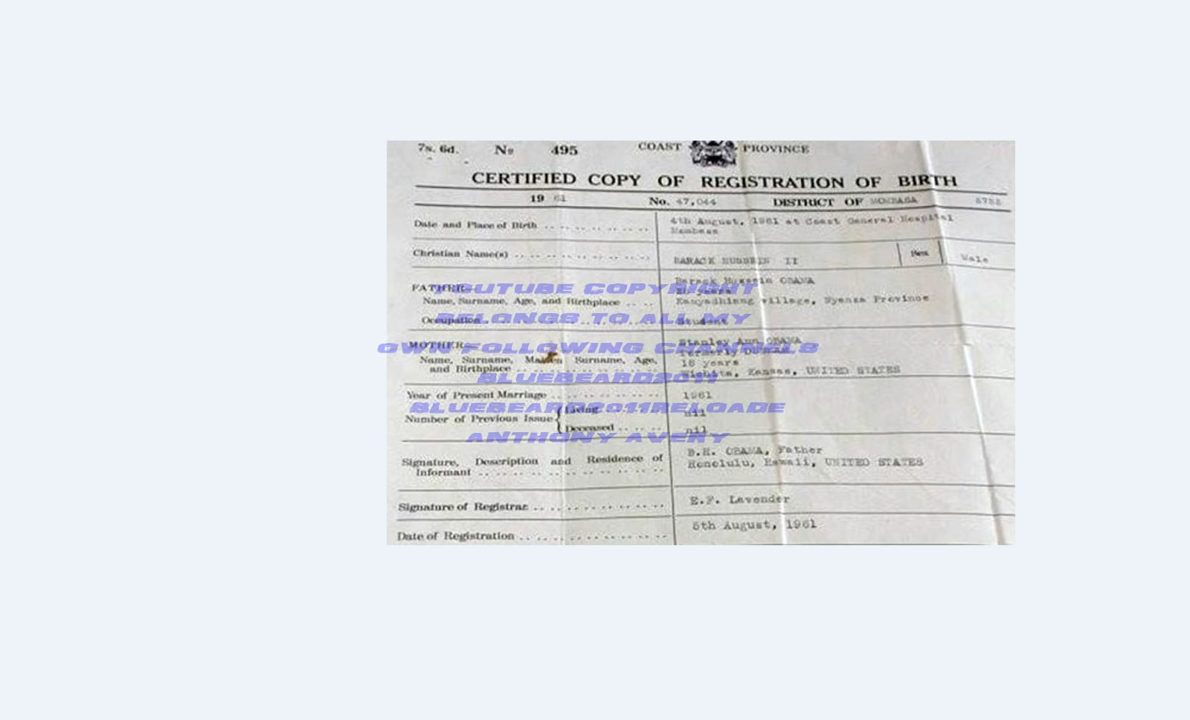 7s. 6d. No 495 COAST PROVINCE
CERTIFIED COPY OF REGISTRATION OF BIRTH
19 61 No. 47,044 DISTRICT OF MOMBASA
Date and Place of Birth 4th August, 1961 at Coast General Hospital
Mombasa
Christian Name(s) BARACK HUSSEIN II Sex Male
FATHER— Barack Hussein OBAMA
Name, Surname, Age, and Birthplace Kanyadhiang village, Nyanza Province
Occupation Student
MOTHER— Stanley Ann OBAMA
formerly DUNHAM
Name, Surname, Maiden Surname, Age, 18 years
and Birthplace Wichita, Kansas, UNITED STATES
Year of Present Marriage 1961
Number of Previous Issue { Living nil
Deceased nil
Signature, Description and Residence of B.H. OBAMA, Father
Informant Honolulu, Hawaii, UNITED STATES
Signature of Registrar E.F. Lavender
Date of Registration 5th August, 1961
YOUTUBE COPYRIGHT
BELONGS TO ALL MY
OWN FOLLOWING CHANNELS
BLUEBEARD2011
BLUEBEARD2011RELOADE
ANTHONY AVERY